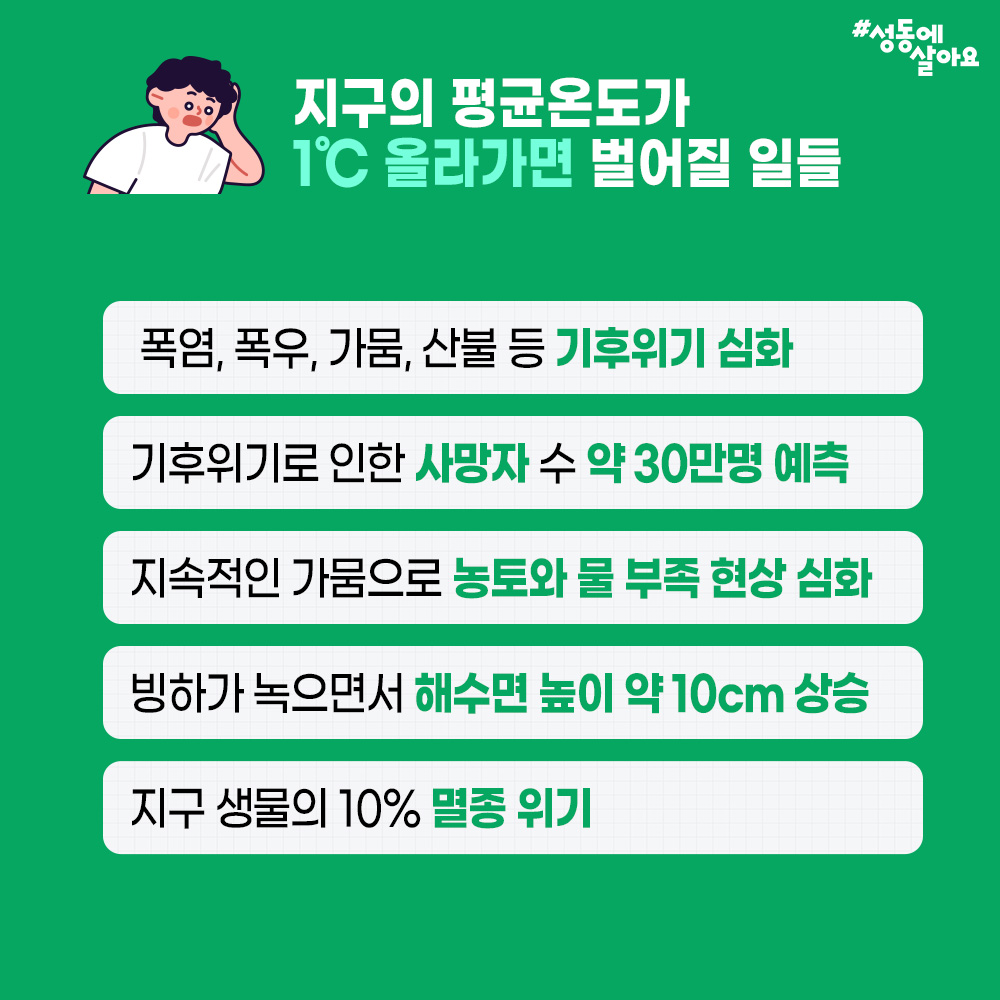 #성동에
살아요
지구의 평균온도가
1℃ 올라가면 벌어질 일들
폭염, 폭우, 가뭄, 산불 등 기후위기 심화
기후위기로 인한 사망자 수 약 30만명 예측
지속적인 가뭄으로 농토와 물 부족 현상 심화
빙하가 녹으면서 해수면 높이 약 10cm 상승
지구 생물의 10% 멸종 위기